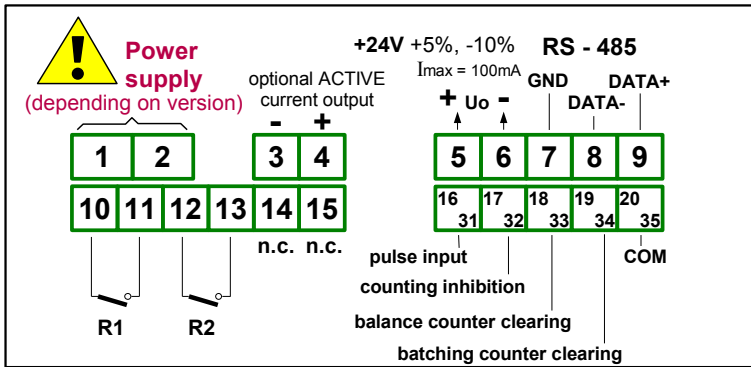 !
Power
supply
(depending on version)
optional ACTIVE
current output
- +
+24V +5%, -10%
Imax = 100mA
+ Uo -
RS - 485
GND DATA+
DATA-
1 2 3 4 5 6 7 8 9
10 11 12 13 14 15
16 31 17 32 18 33 19 34 20 35
n.c. n.c.
R1 R2
pulse input
COM
counting inhibition
balance counter clearing
batching counter clearing